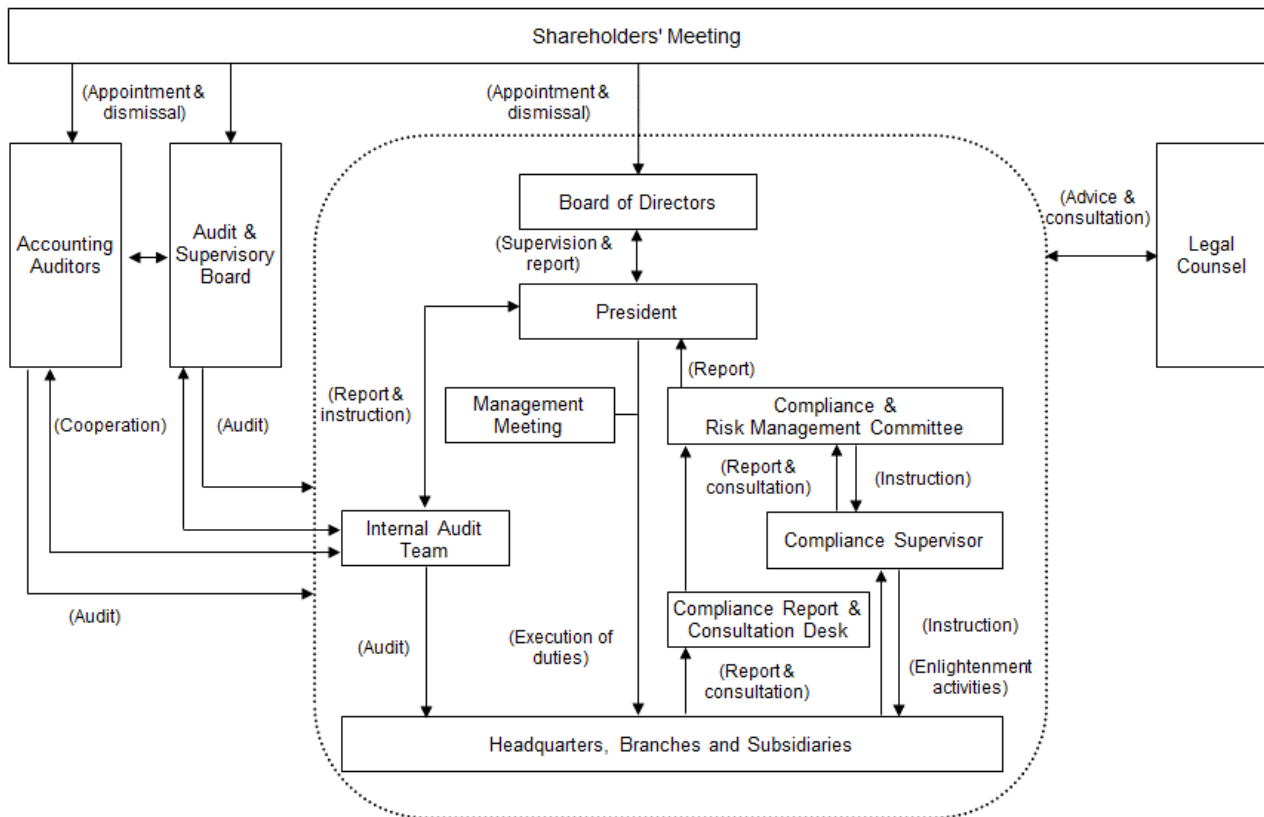 Shareholders' Meeting
(Appointment &
dismissal)
(Appointment &
dismissal)
Accounting
Auditors
Audit &
Supervisory
Board
Board of Directors
(Advice &
consultation)
Legal
Counsel
(Supervision &
report)
President
(Report)
(Report &
instruction)
Management
Meeting
Compliance &
Risk Management Committee
(Cooperation)
(Audit)
(Report &
consultation)
(Instruction)
Internal Audit
Team
Compliance Supervisor
(Audit)
Compliance Report &
Consultation Desk
(Audit)
(Execution of
duties)
(Instruction)
(Report &
consultation)
(Enlightenment
activities)
Headquarters, Branches and Subsidiaries